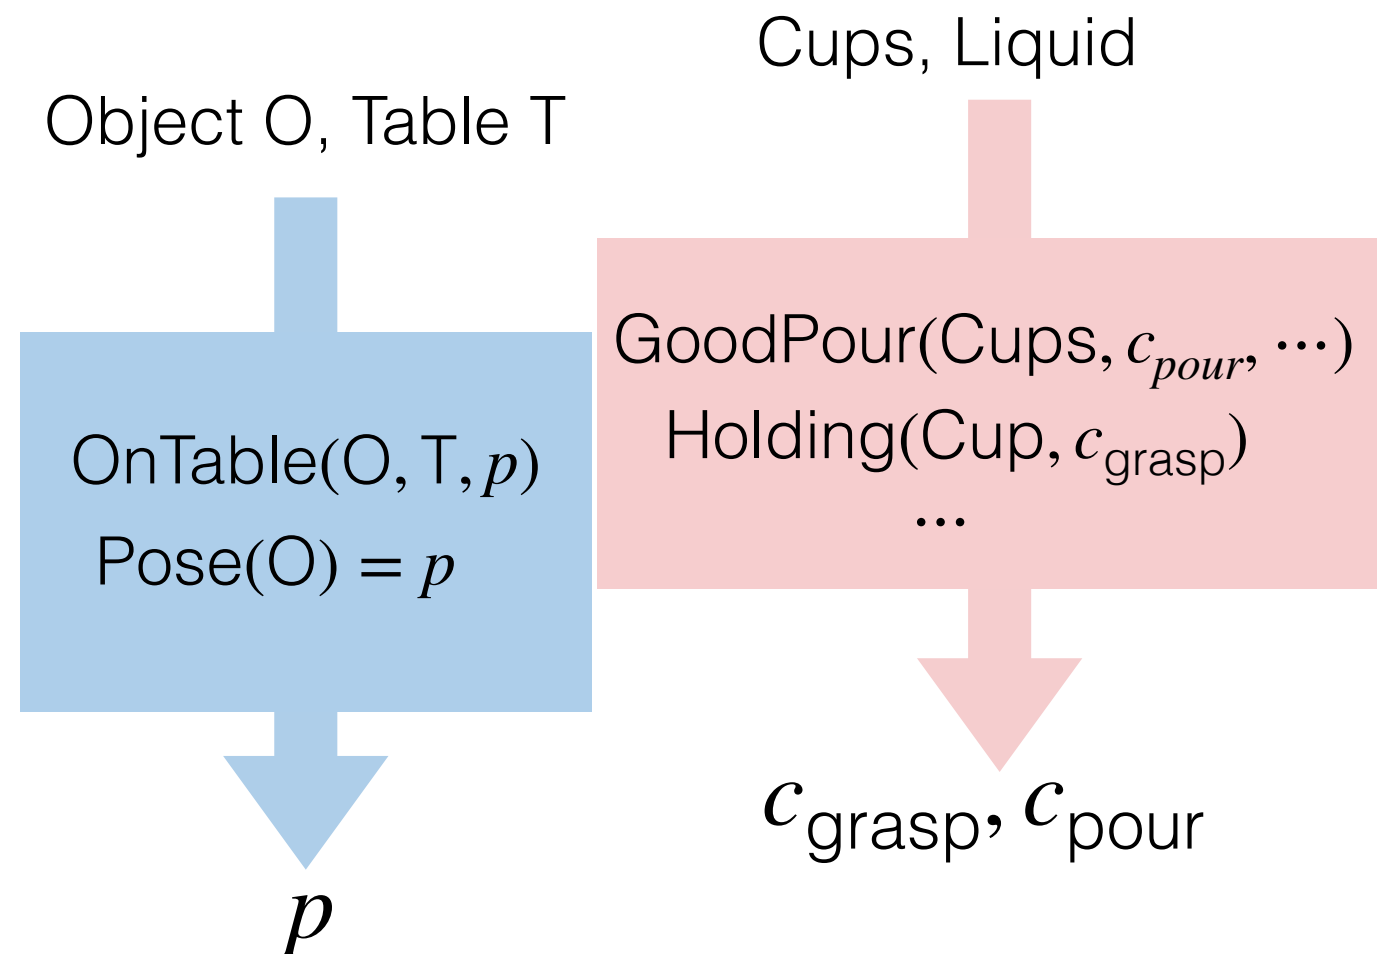 Object O, Table T
OnTable(O, T, p)
Pose(O) = p
p
Cups, Liquid
GoodPour(Cups, c_pour, ⋯)
Holding(Cup, c_grasp)
⋯
c_grasp, c_pour